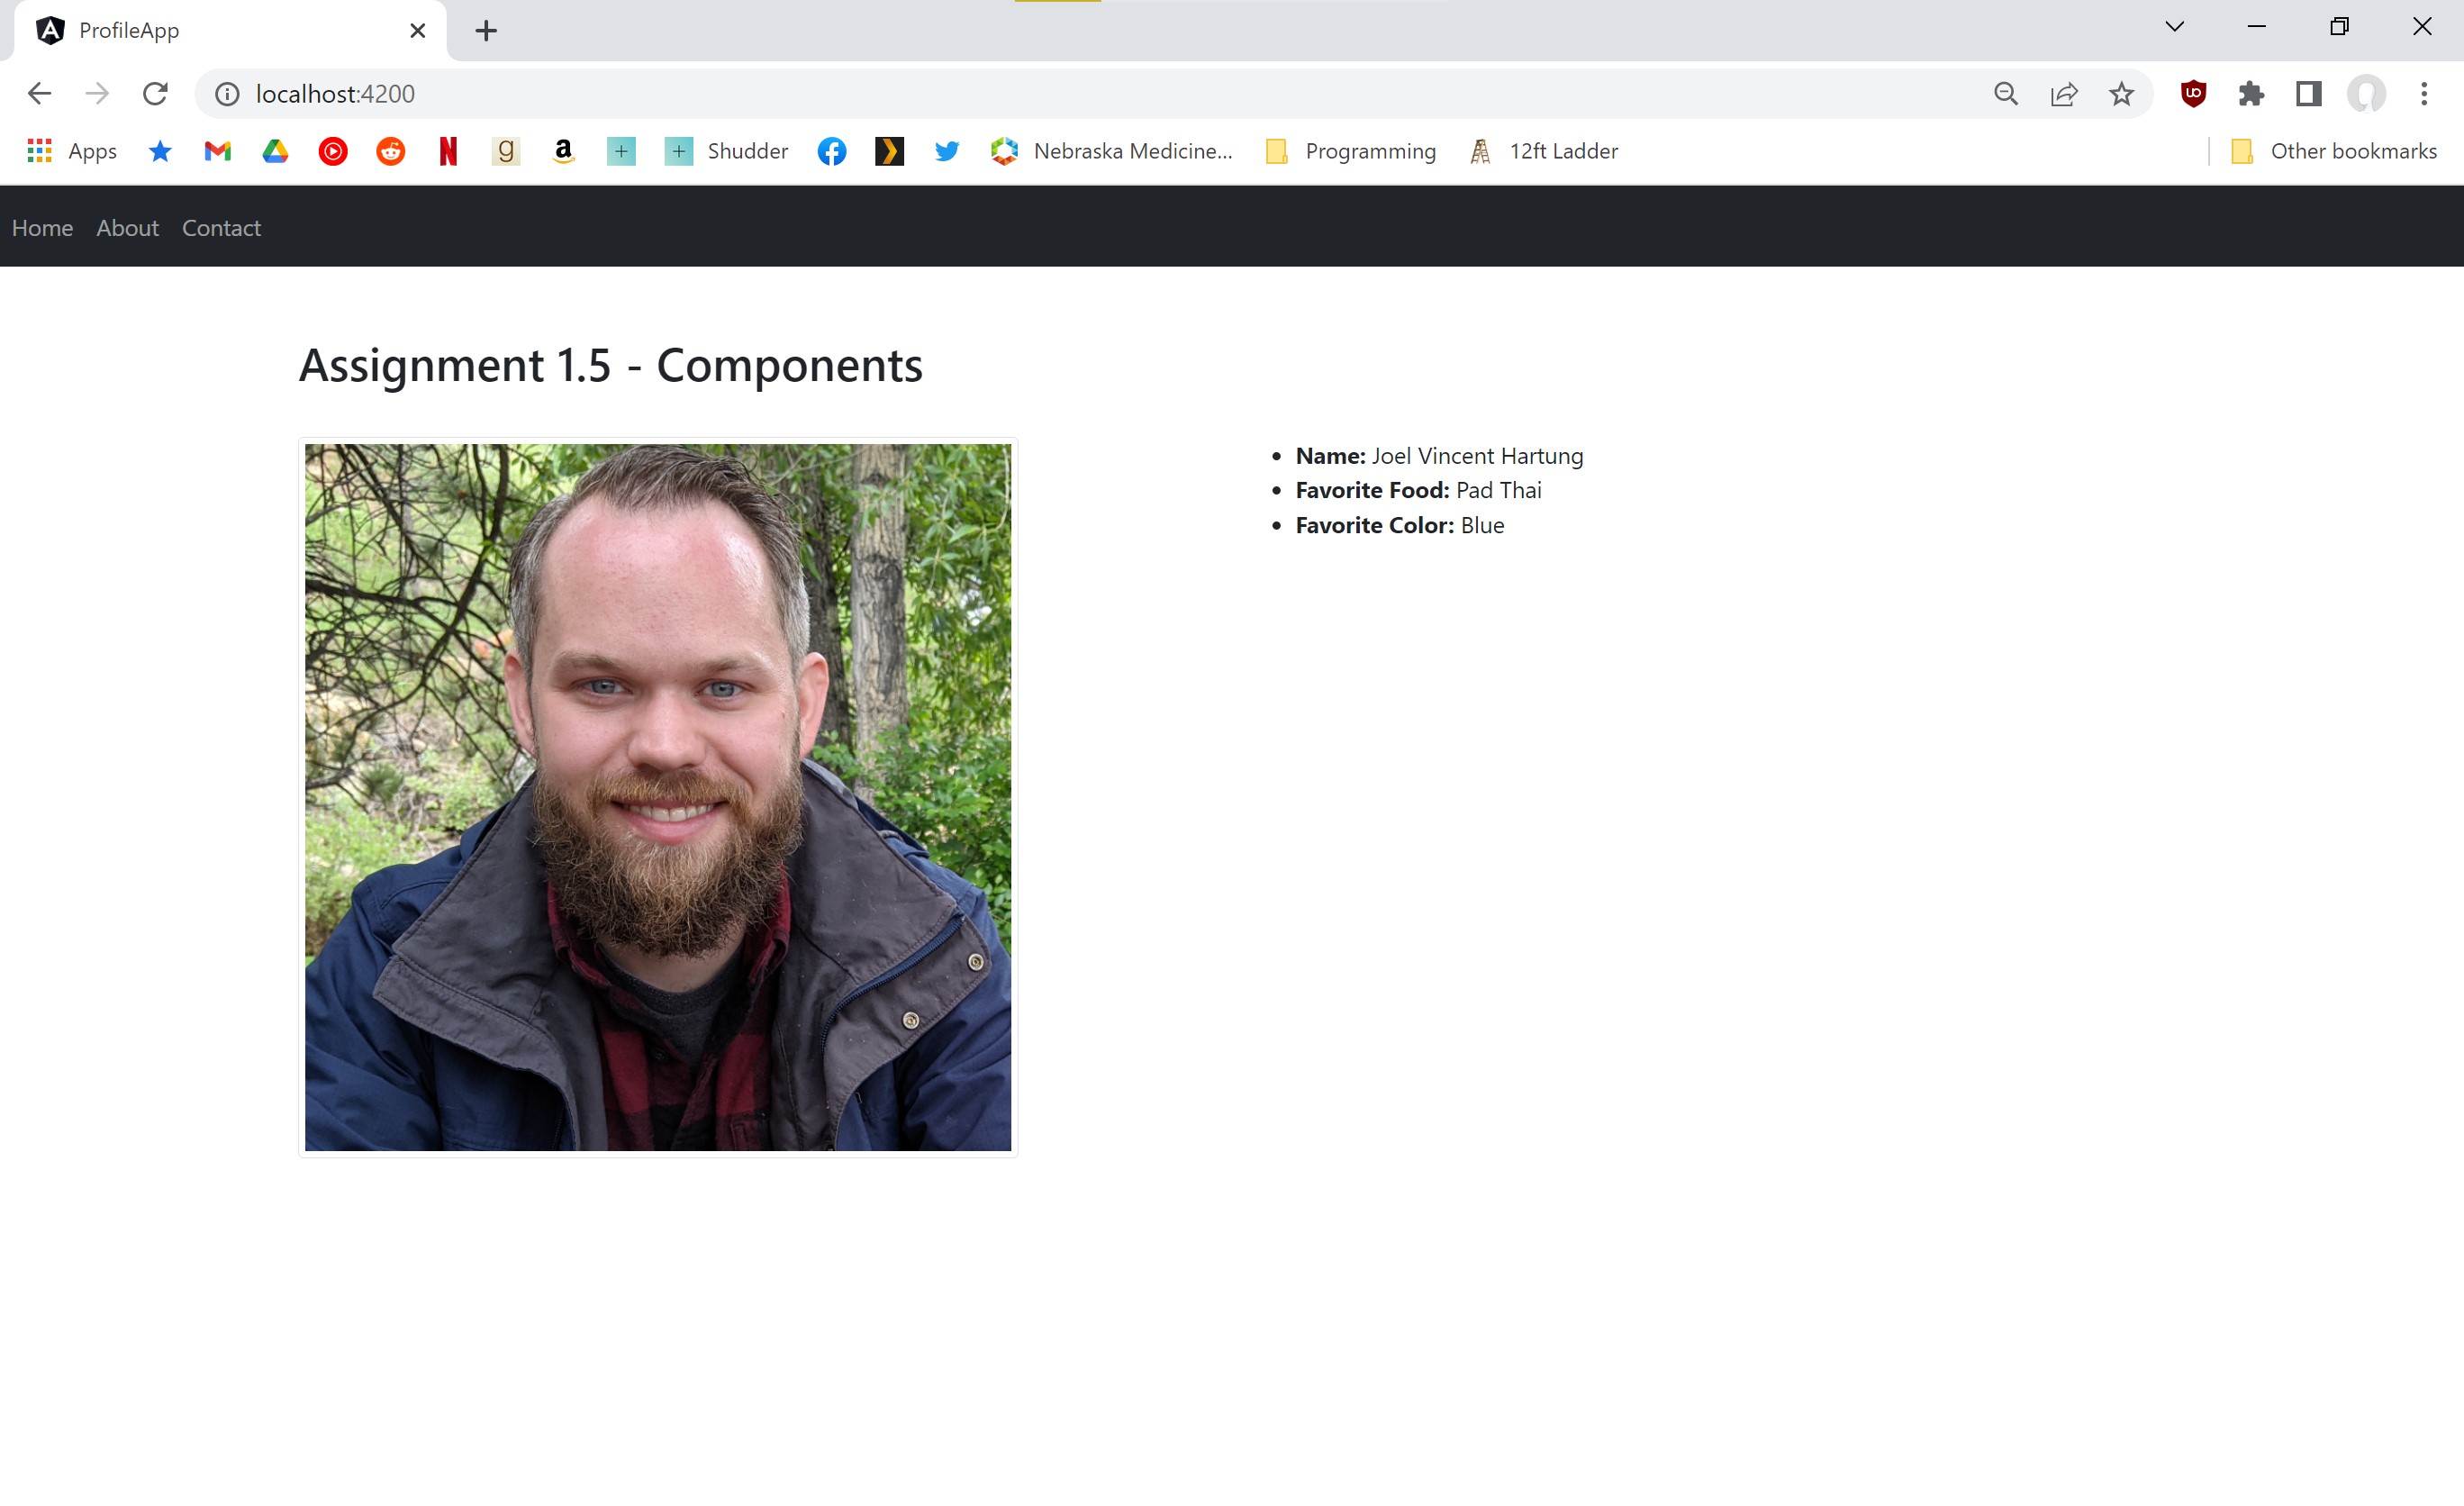 ProfileApp
localhost:4200
Apps
Shudder
Nebraska Medicine...
Programming
12ft Ladder
Other bookmarks
Home About Contact
Assignment 1.5 - Components
Name: Joel Vincent Hartung
Favorite Food: Pad Thai
Favorite Color: Blue